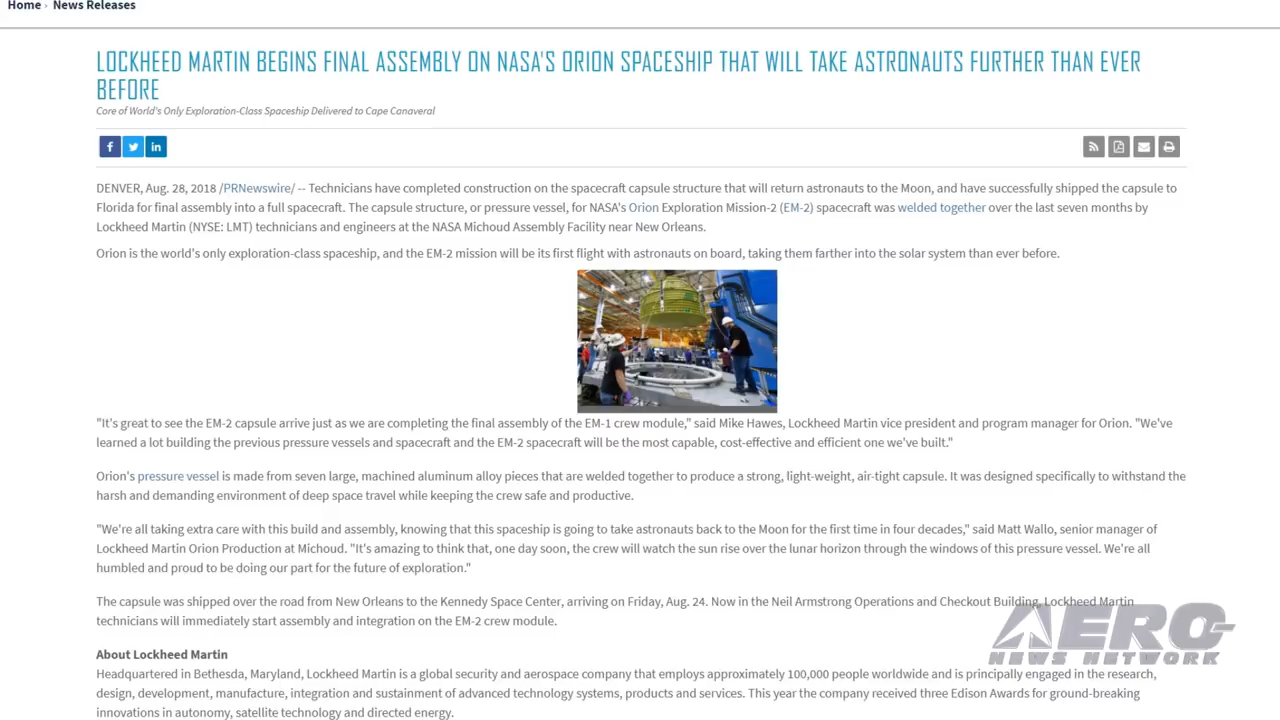 Home › News Releases
LOCKHEED MARTIN BEGINS FINAL ASSEMBLY ON NASA'S ORION SPACESHIP THAT WILL TAKE ASTRONAUTS FURTHER THAN EVER
BEFORE
Core of World's Only Exploration-Class Spaceship Delivered to Cape Canaveral
DENVER, Aug. 28, 2018 /PRNewswire/ -- Technicians have completed construction on the spacecraft capsule structure that will return astronauts to the Moon, and have successfully shipped the capsule to
Florida for final assembly into a full spacecraft. The capsule structure, or pressure vessel, for NASA's Orion Exploration Mission-2 (EM-2) spacecraft was welded together over the last seven months by
Lockheed Martin (NYSE: LMT) technicians and engineers at the NASA Michoud Assembly Facility near New Orleans.
Orion is the world's only exploration-class spaceship, and the EM-2 mission will be its first flight with astronauts on board, taking them farther into the solar system than ever before.
"It's great to see the EM-2 capsule arrive just as we are completing the final assembly of the EM-1 crew module," said Mike Hawes, Lockheed Martin vice president and program manager for Orion. "We've
learned a lot building the previous pressure vessels and spacecraft and the EM-2 spacecraft will be the most capable, cost-effective and efficient one we've built."
Orion's pressure vessel is made from seven large, machined aluminum alloy pieces that are welded together to produce a strong, light-weight, air-tight capsule. It was designed specifically to withstand the
harsh and demanding environment of deep space travel while keeping the crew safe and productive.
"We're all taking extra care with this build and assembly, knowing that this spaceship is going to take astronauts back to the Moon for the first time in four decades," said Matt Wallo, senior manager of
Lockheed Martin Orion Production at Michoud. "It's amazing to think that, one day soon, the crew will watch the sun rise over the lunar horizon through the windows of this pressure vessel. We're all
humbled and proud to be doing our part for the future of exploration."
The capsule was shipped over the road from New Orleans to the Kennedy Space Center, arriving on Friday, Aug. 24. Now in the Neil Armstrong Operations and Checkout Building, Lockheed Martin
technicians will immediately start assembly and integration on the EM-2 crew module.
About Lockheed Martin
Headquartered in Bethesda, Maryland, Lockheed Martin is a global security and aerospace company that employs approximately 100,000 people worldwide and is principally engaged in the research,
design, development, manufacture, integration and sustainment of advanced technology systems, products and services. This year the company received three Edison Awards for ground-breaking
innovations in autonomy, satellite technology and directed energy.
AERO-
NEWS NETWORK